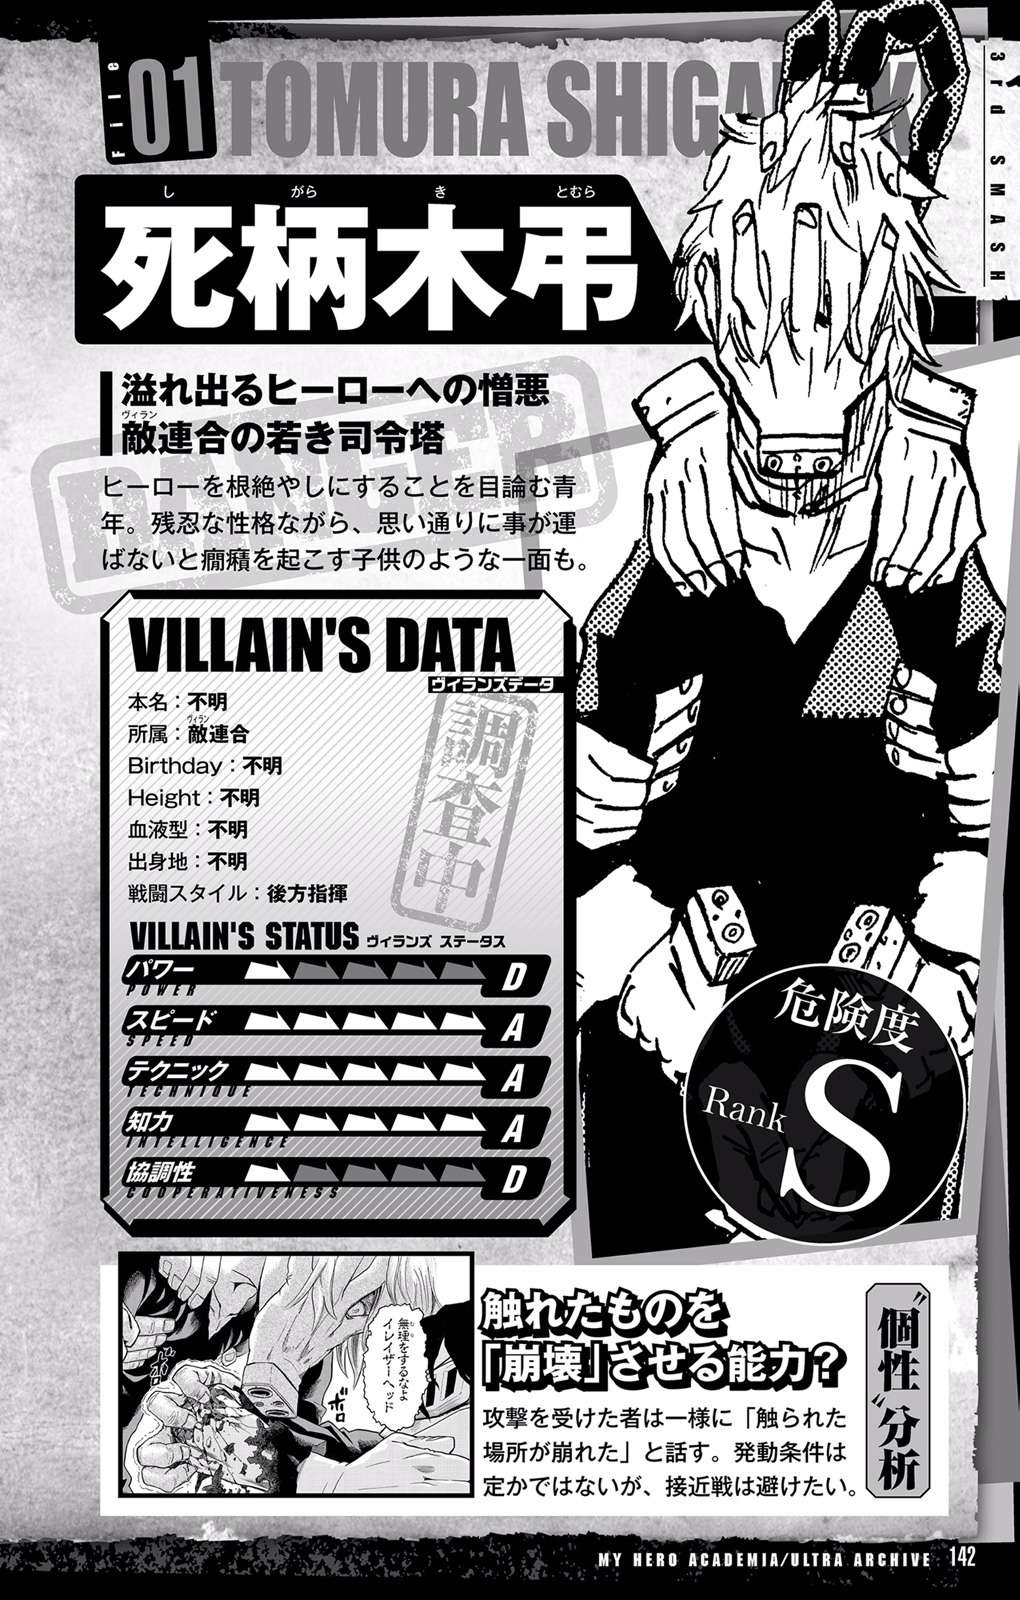 File 01 TOMURA SHIGARAKI
3rd SMASH
し がら き とむら
死柄木弔
溢れ出るヒーローへの憎悪
ヴィラン
敵連合の若き司令塔
DANGER
ヒーローを根絶やしにすることを目論む青
年。残忍な性格ながら、思い通りに事が運
ばないと癇癪を起こす子供のような一面も。
VILLAIN'S DATA
ヴィランズデータ
本名：不明
ヴィラン
所属：敵連合
Birthday：不明
Height：不明
血液型：不明
出身地：不明
戦闘スタイル：後方指揮
調査中
VILLAIN'S STATUS ヴィランズ ステータス
パワー D
POWER
スピード A
SPEED
テクニック A
TECHNIQUE
知力 A
INTELLIGENCE
協調性 D
COOPERATIVENESS
危険度
Rank S
無理をするなよ
イレイザーヘッド
ボロ
ボロ
触れたものを
「崩壊」させる能力？
攻撃を受けた者は一様に「触られた
場所が崩れた」と話す。発動条件は
定かではないが、接近戦は避けたい。
“個性”分析
MY HERO ACADEMIA/ULTRA ARCHIVE 142